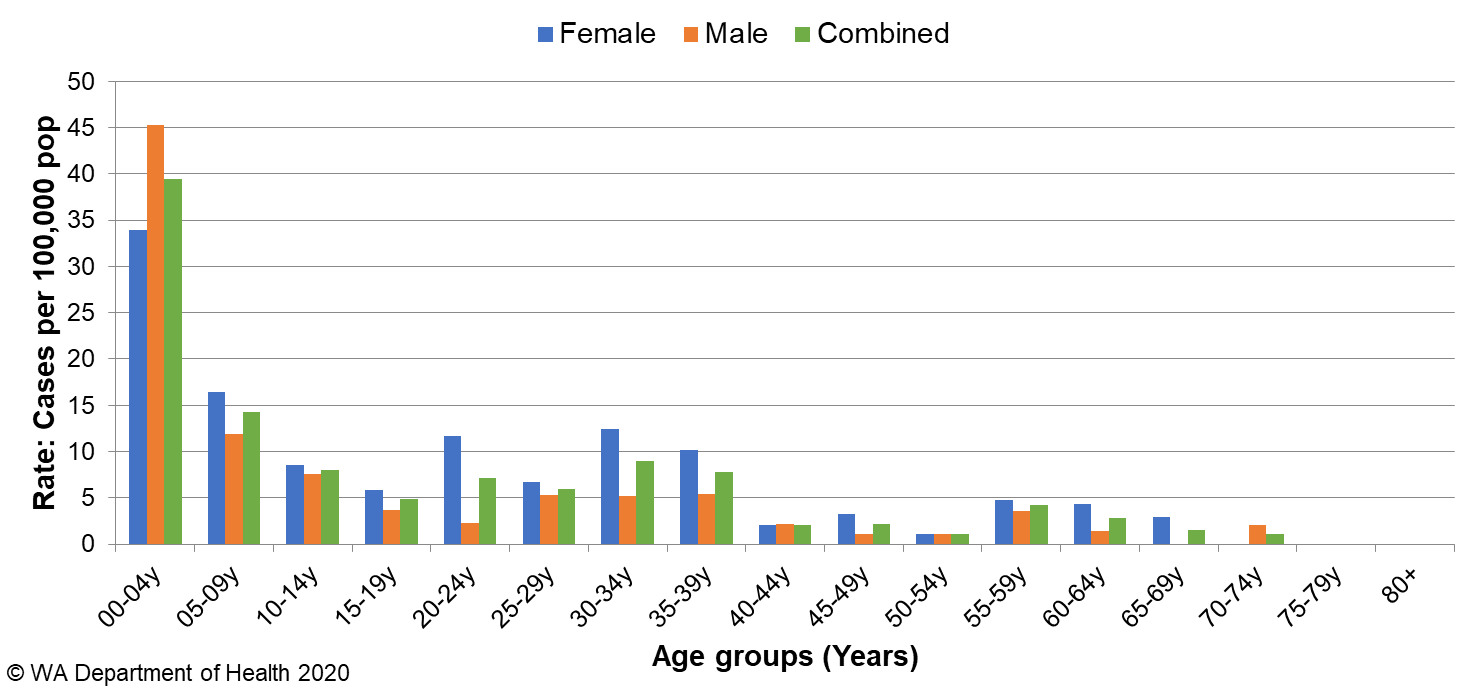 Female Male Combined
Rate: Cases per 100,000 pop
50
45
40
35
30
25
20
15
10
5
0
00-04y 05-09y 10-14y 15-19y 20-24y 25-29y 30-34y 35-39y 40-44y 45-49y 50-54y 55-59y 60-64y 65-69y 70-74y 75-79y 80+
Age groups (Years)
© WA Department of Health 2020